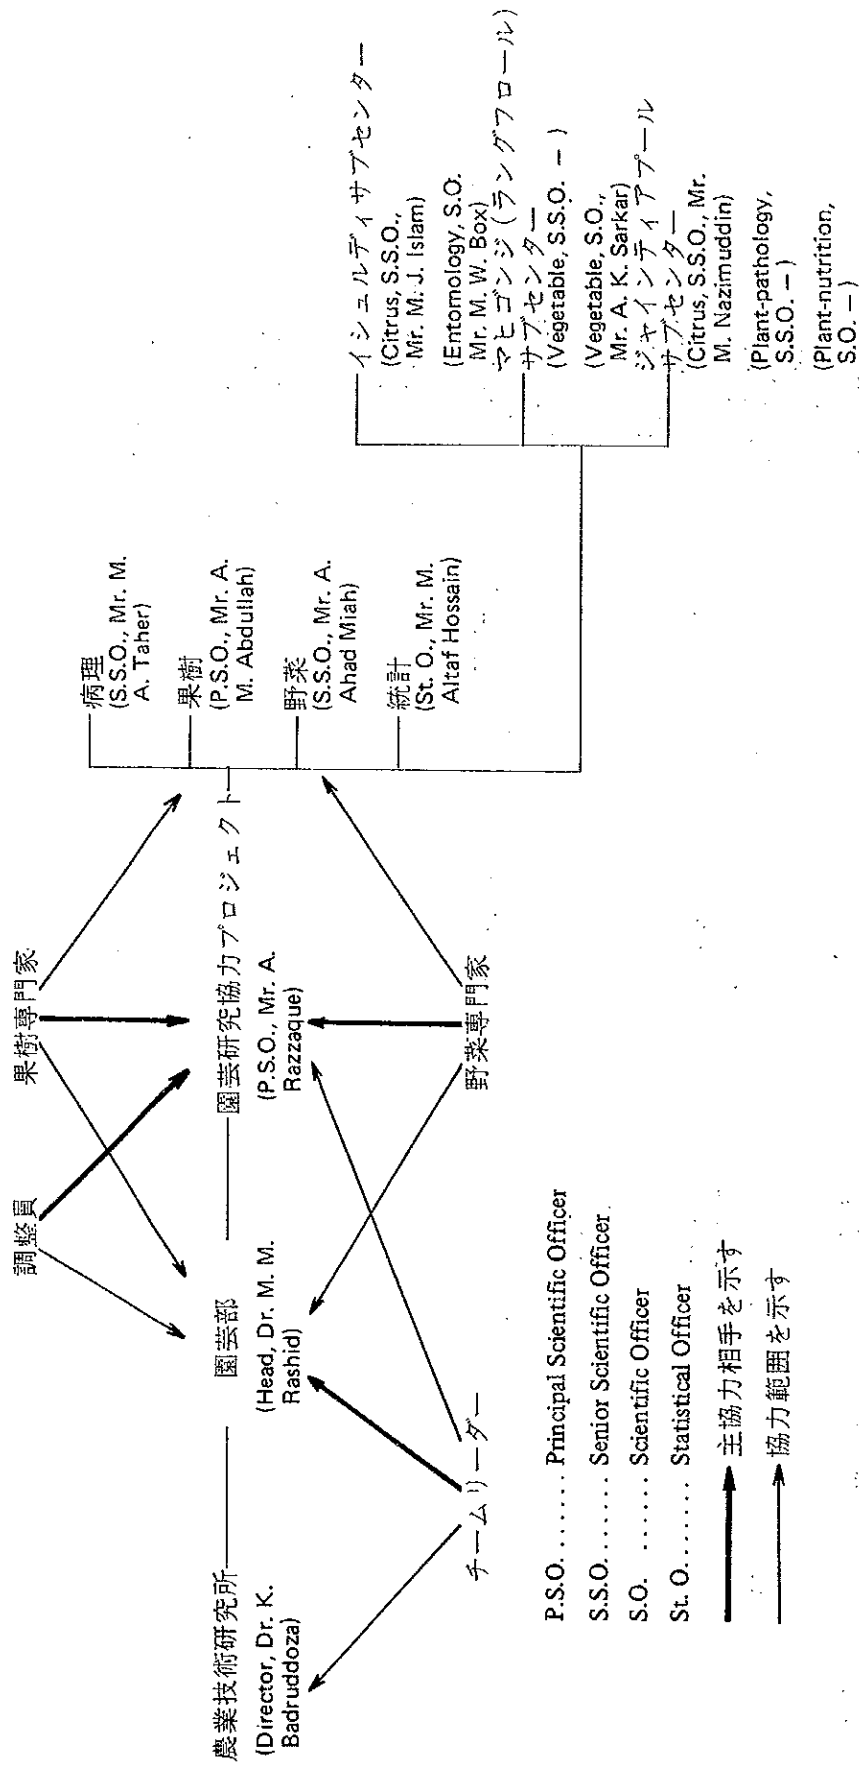 調整員
果樹専門家
農業技術研究所
(Director, Dr. K.
Badruddoza)
園芸部
(Head, Dr. M. M.
Rashid)
園芸研究協力プロジェクト
(P.S.O., Mr. A.
Razzaque)
チームリーダー
野菜専門家
病理
(S.S.O., Mr. M.
A. Taher)
果樹
(P.S.O., Mr. A.
M. Abdullah)
野菜
(S.S.O., Mr. A.
Ahad Miah)
統計
(St. O., Mr. M.
Altaf Hossain)
イシュルディサブセンター
(Citrus, S.S.O.,
Mr. M. J. Islam)
(Entomology, S.O.
Mr. M. W. Box)
マヒゴンジ(ラングフロール)
サブセンター
(Vegetable, S.S.O. –)
(Vegetable, S.O.,
Mr. A. K. Sarkar)
ジャインティアプール
サブセンター
(Citrus, S.S.O., Mr.
M. Nazimuddin)
(Plant-pathology,
S.S.O. –)
(Plant-nutrition,
S.O. –)
P.S.O. ....... Principal Scientific Officer
S.S.O. ....... Senior Scientific Officer
S.O. ....... Scientific Officer
St. O. ....... Statistical Officer
主協力相手を示す
協力範囲を示す